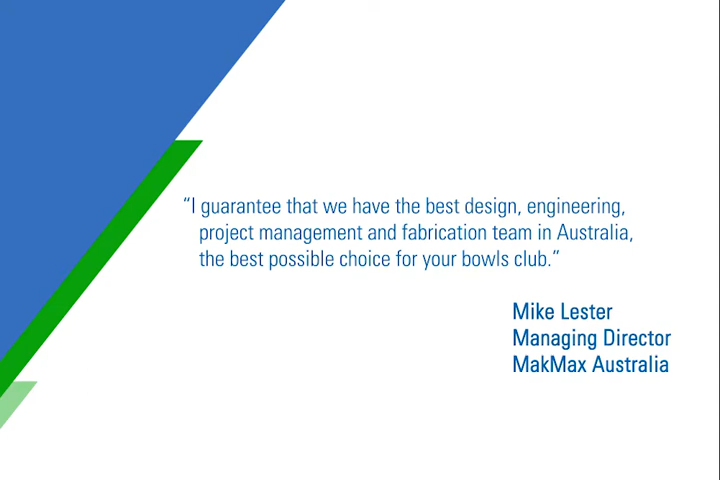 “I guarantee that we have the best design, engineering,
project management and fabrication team in Australia,
the best possible choice for your bowls club.”
Mike Lester
Managing Director
MakMax Australia